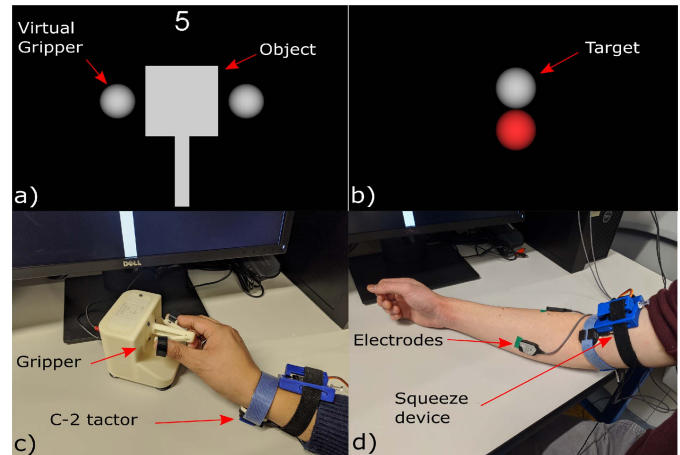 5
Virtual
Gripper
Object
a)
Target
b)
DELL
Gripper
C-2 tactor
c)
Electrodes
Squeeze
device
d)